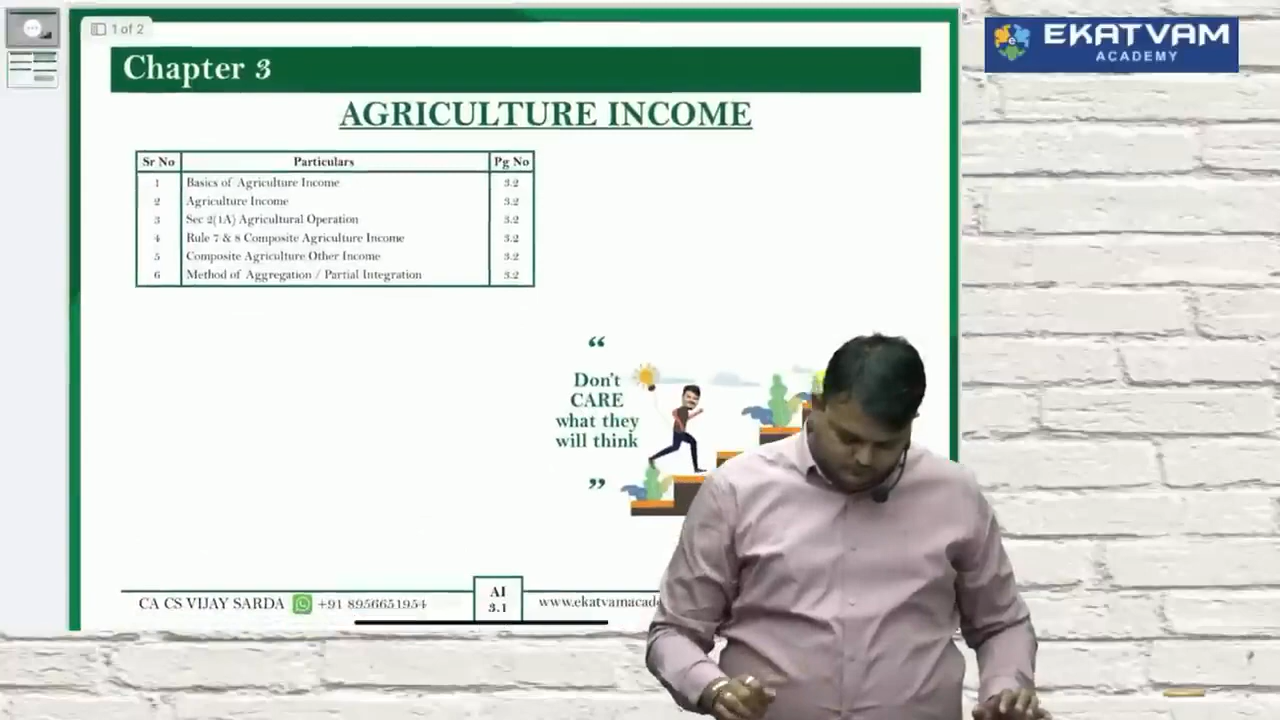 1 of 2
EKATVAM
ACADEMY
Chapter 3
AGRICULTURE INCOME
Sr No Particulars Pg No
1 Basics of Agriculture Income 3.2
2 Agriculture Income 3.2
3 Sec 2(1A) Agricultural Operation 3.2
4 Rule 7 & 8 Composite Agriculture Income 3.2
5 Composite Agriculture Other Income 3.2
6 Method of Aggregation / Partial Integration 3.2
“
Don't
CARE
what they
will think
”
CA CS VIJAY SARDA +91 8956651954
AI
3.1
www.ekatvamacade